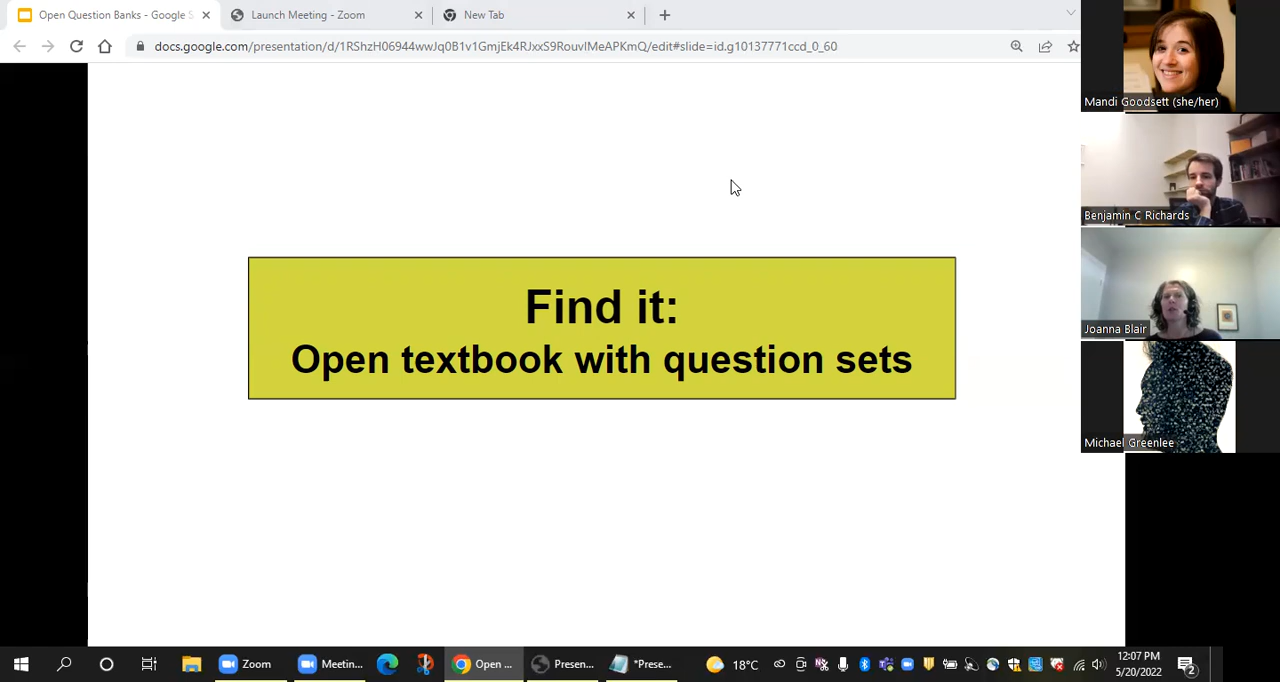 Open Question Banks - Google S
Launch Meeting - Zoom
New Tab
docs.google.com/presentation/d/1RShzH06944wwJq0B1v1GmjEk4RJxxS9RouvIMeAPKmQ/edit#slide=id.g10137771ccd_0_60
Mandi Goodsett (she/her)
Benjamin C Richards
Joanna Blair
Michael Greenlee
Find it:
Open textbook with question sets
Zoom
Meetin...
Open ...
Presen...
*Prese...
18°C
12:07 PM
5/20/2022
2